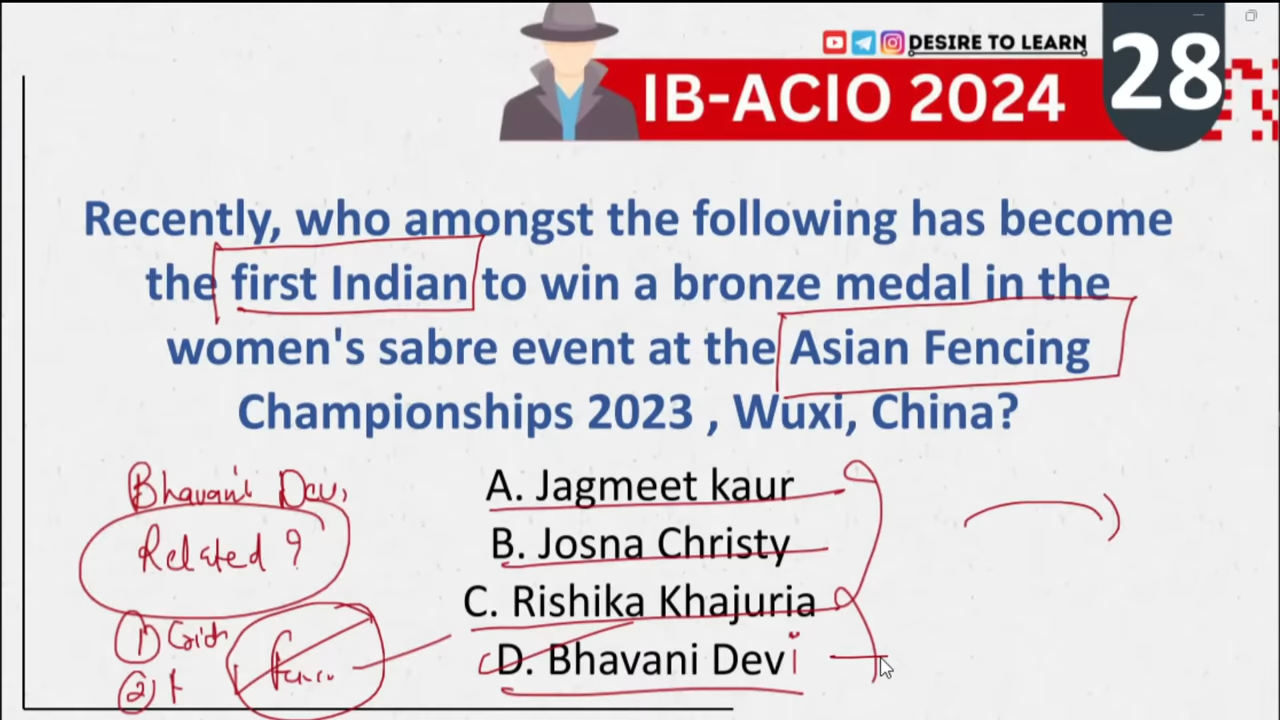 DESIRE TO LEARN
IB-ACIO 2024
28
Recently, who amongst the following has become
the first Indian to win a bronze medal in the
women's sabre event at the Asian Fencing
Championships 2023 , Wuxi, China?
A. Jagmeet kaur
B. Josna Christy
C. Rishika Khajuria
D. Bhavani Devi
Bhavani Devi
Related ?
1)
2)